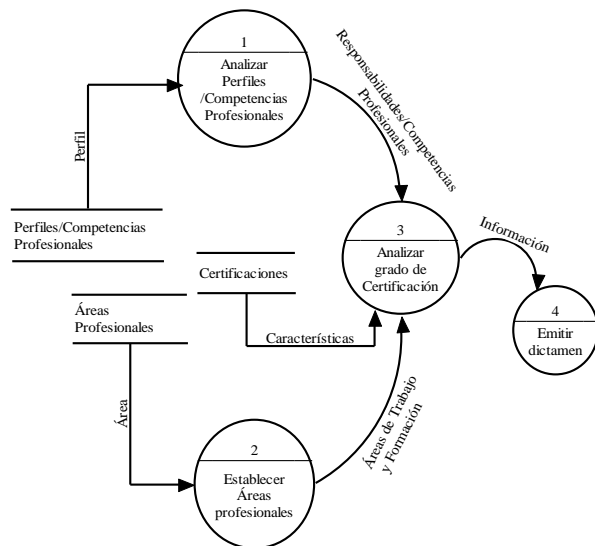 1
Analizar
Perfiles
/Competencias
Profesionales
Responsabilidades/Competencias
Profesionales
Perfil
Perfiles/Competencias
Profesionales
3
Analizar
grado de
Certificación
Información
Certificaciones
Características
4
Emitir
dictamen
Áreas
Profesionales
Área
2
Establecer
Áreas
profesionales
Áreas de Trabajo
y Formación